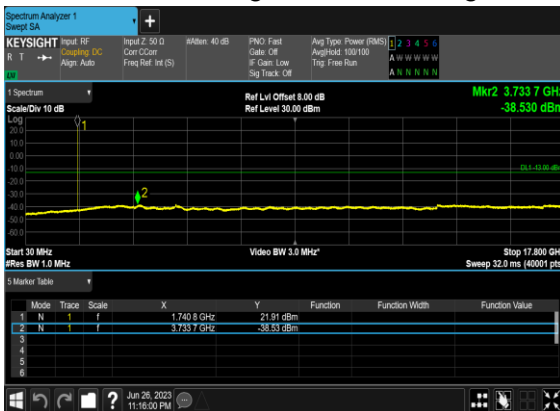 Spectrum Analyzer 1
Swept SA
KEYSIGHT
R T
Input: RF
Coupling: DC
Align: Auto
Input Z: 50 Ω
Corr CCorr
Freq Ref: Int (S)
#Atten: 40 dB
PNO: Fast
Gate: Off
IF Gain: Low
Sig Track: Off
Avg Type: Power (RMS)
Avg|Hold: 100/100
Trig: Free Run
1 2 3 4 5 6
A W W W W W
A N N N N N
LV
1 Spectrum
Scale/Div 10 dB
Ref Lvl Offset 8.00 dB
Ref Level 30.00 dBm
Mkr2 3.733 7 GHz
-38.530 dBm
Log
20.0
10.0
0.00
-10.0
-20.0
-30.0
-40.0
-50.0
-60.0
1
2
DL1 -13.00 dBm
Start 30 MHz
#Res BW 1.0 MHz
Video BW 3.0 MHz*
Stop 17.800 GHz
Sweep 32.0 ms (40001 pts)
5 Marker Table
Mode Trace Scale X Y Function Function Width Function Value
1 N 1 f 1.740 8 GHz 21.91 dBm
2 N 1 f 3.733 7 GHz -38.53 dBm
3
4
5
6
?
Jun 26, 2023
11:16:00 PM